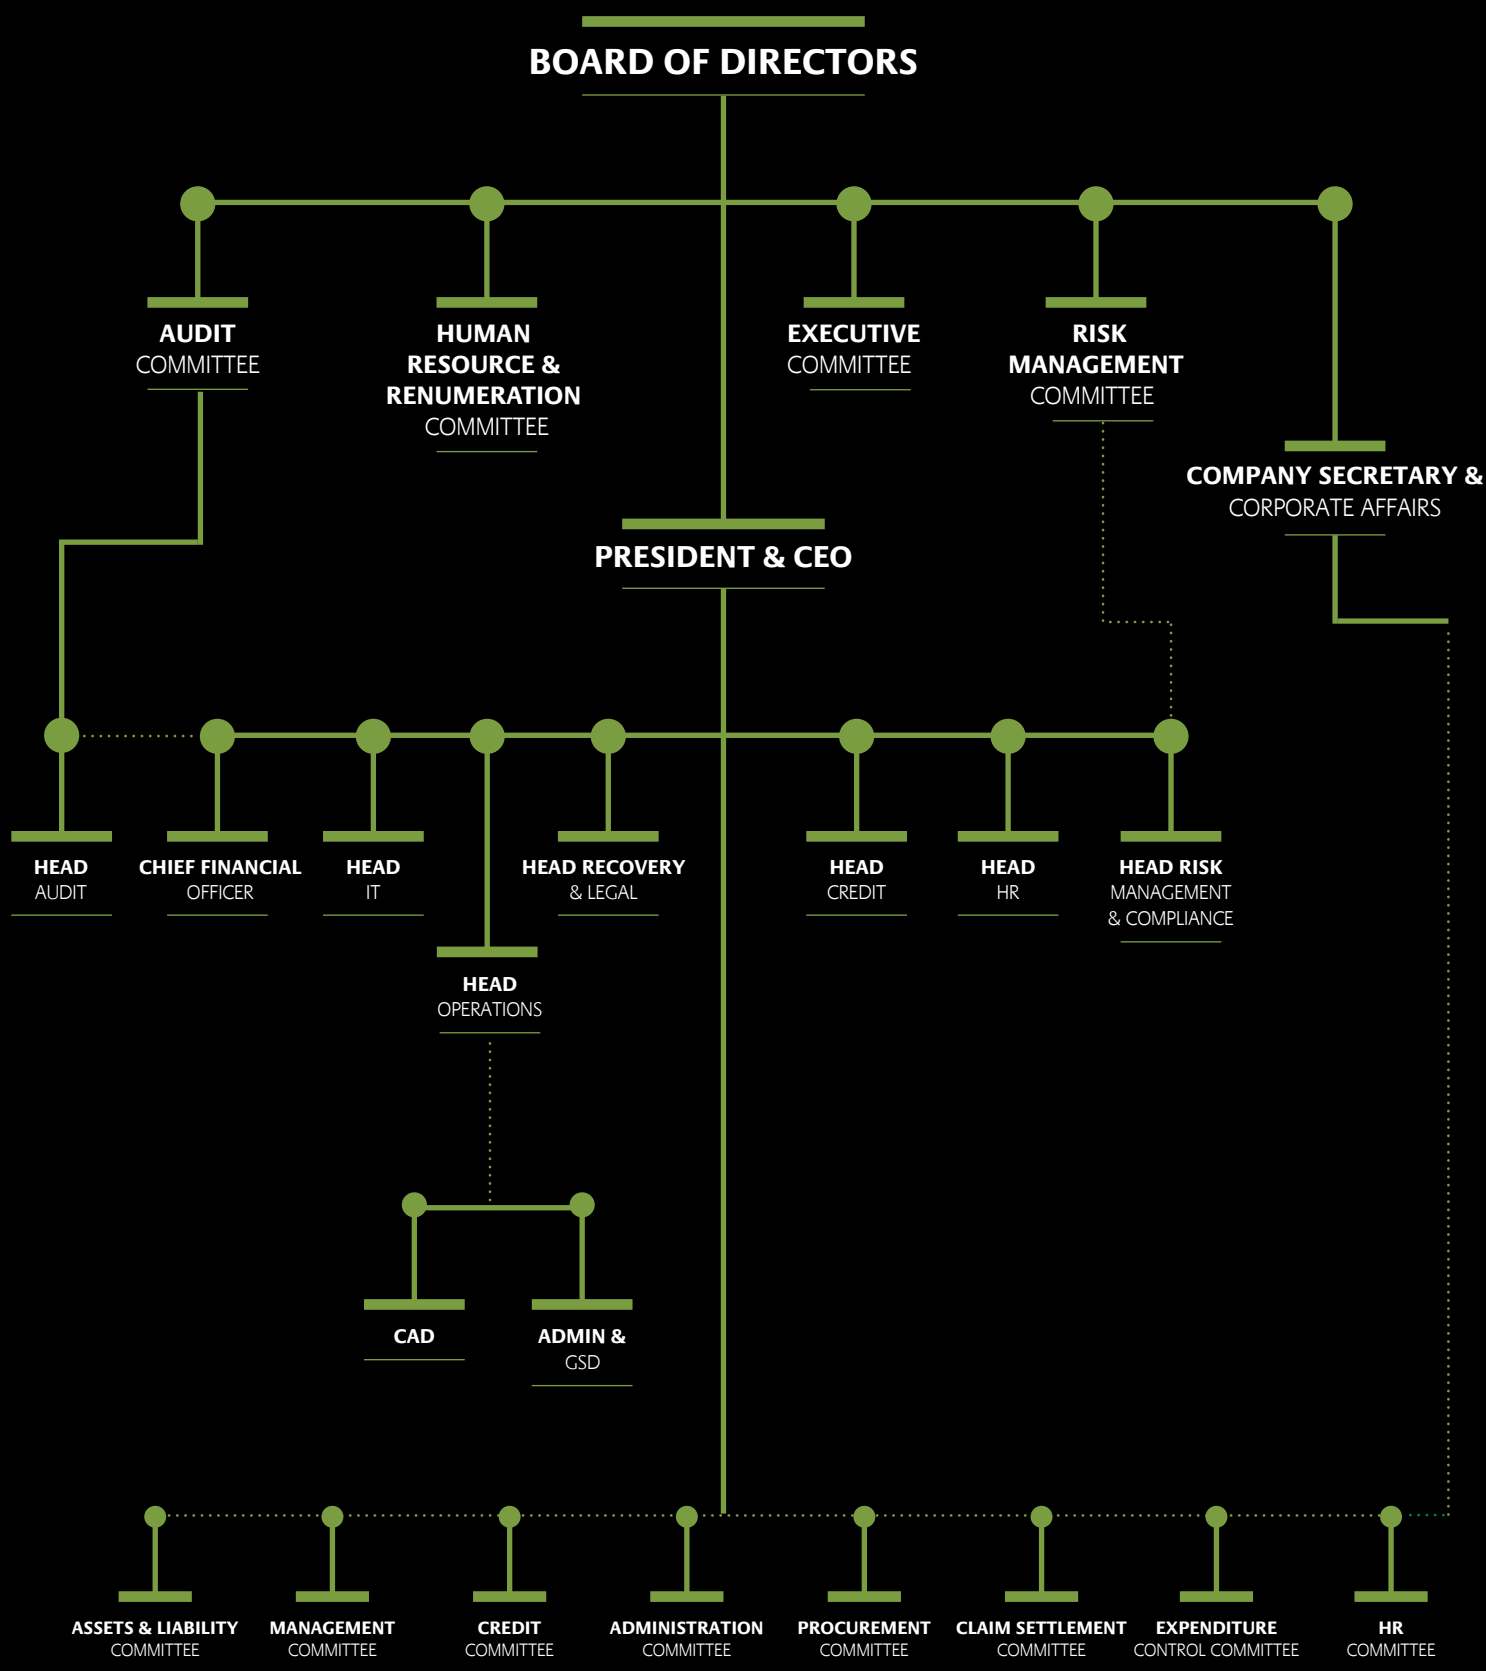 BOARD OF DIRECTORS
AUDIT
COMMITTEE
HUMAN
RESOURCE &
RENUMERATION
COMMITTEE
EXECUTIVE
COMMITTEE
RISK
MANAGEMENT
COMMITTEE
COMPANY SECRETARY &
CORPORATE AFFAIRS
PRESIDENT & CEO
HEAD
AUDIT
CHIEF FINANCIAL
OFFICER
HEAD
IT
HEAD RECOVERY
& LEGAL
HEAD
CREDIT
HEAD
HR
HEAD RISK
MANAGEMENT
& COMPLIANCE
HEAD
OPERATIONS
CAD
ADMIN &
GSD
ASSETS & LIABILITY
COMMITTEE
MANAGEMENT
COMMITTEE
CREDIT
COMMITTEE
ADMINISTRATION
COMMITTEE
PROCUREMENT
COMMITTEE
CLAIM SETTLEMENT
COMMITTEE
EXPENDITURE
CONTROL COMMITTEE
HR
COMMITTEE